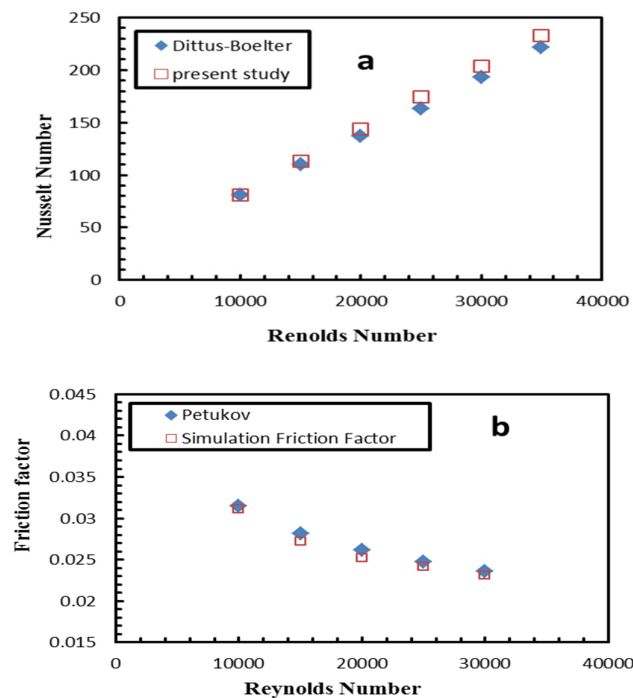 250
200
150
100
50
0
Nusselt Number
Dittus-Boelter
present study
a
0 10000 20000 30000 40000
Renolds Number
0.045
0.04
0.035
0.03
0.025
0.02
0.015
Friction factor
Petukov
Simulation Friction Factor
b
0 10000 20000 30000 40000
Reynolds Number